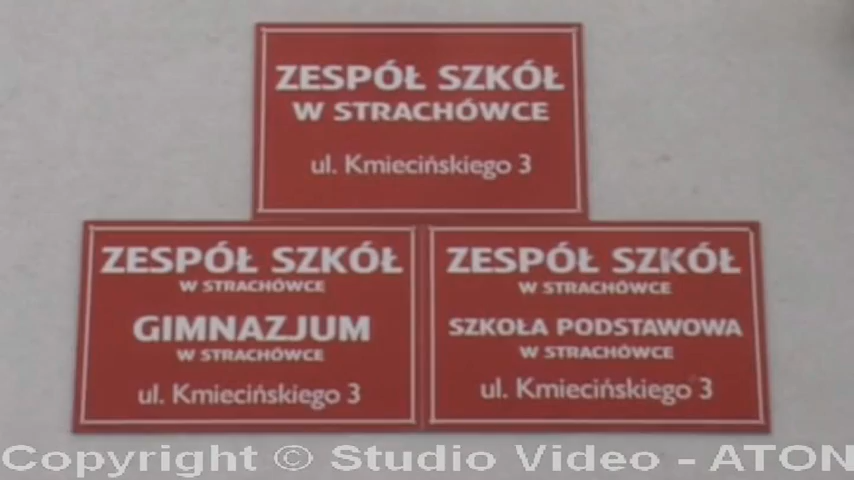 ZESPÓŁ SZKÓŁ
W STRACHÓWCE
ul. Kmiecińskiego 3
ZESPÓŁ SZKÓŁ
W STRACHÓWCE
GIMNAZJUM
W STRACHÓWCE
ul. Kmiecińskiego 3
ZESPÓŁ SZKÓŁ
W STRACHÓWCE
SZKOŁA PODSTAWOWA
W STRACHÓWCE
ul. Kmiecińskiego 3
Copyright © Studio Video - ATON